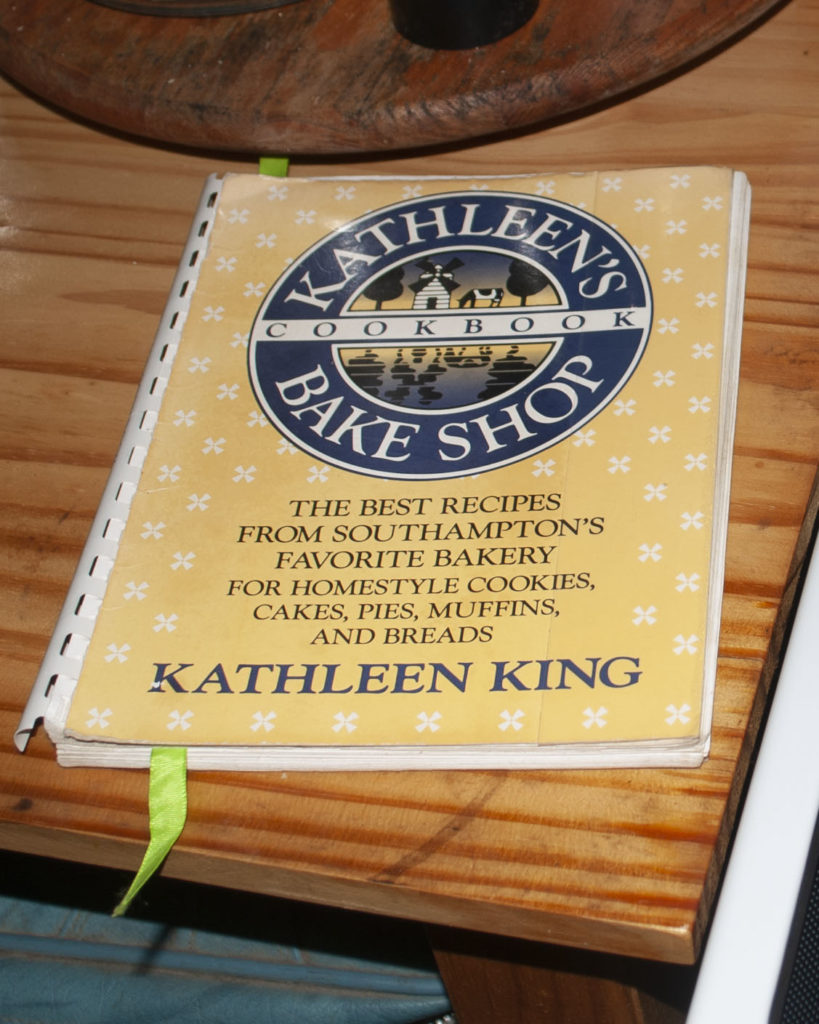 KATHLEEN'S
COOKBOOK
BAKE SHOP
THE BEST RECIPES
FROM SOUTHAMPTON'S
FAVORITE BAKERY
FOR HOMESTYLE COOKIES,
CAKES, PIES, MUFFINS,
AND BREADS
KATHLEEN KING